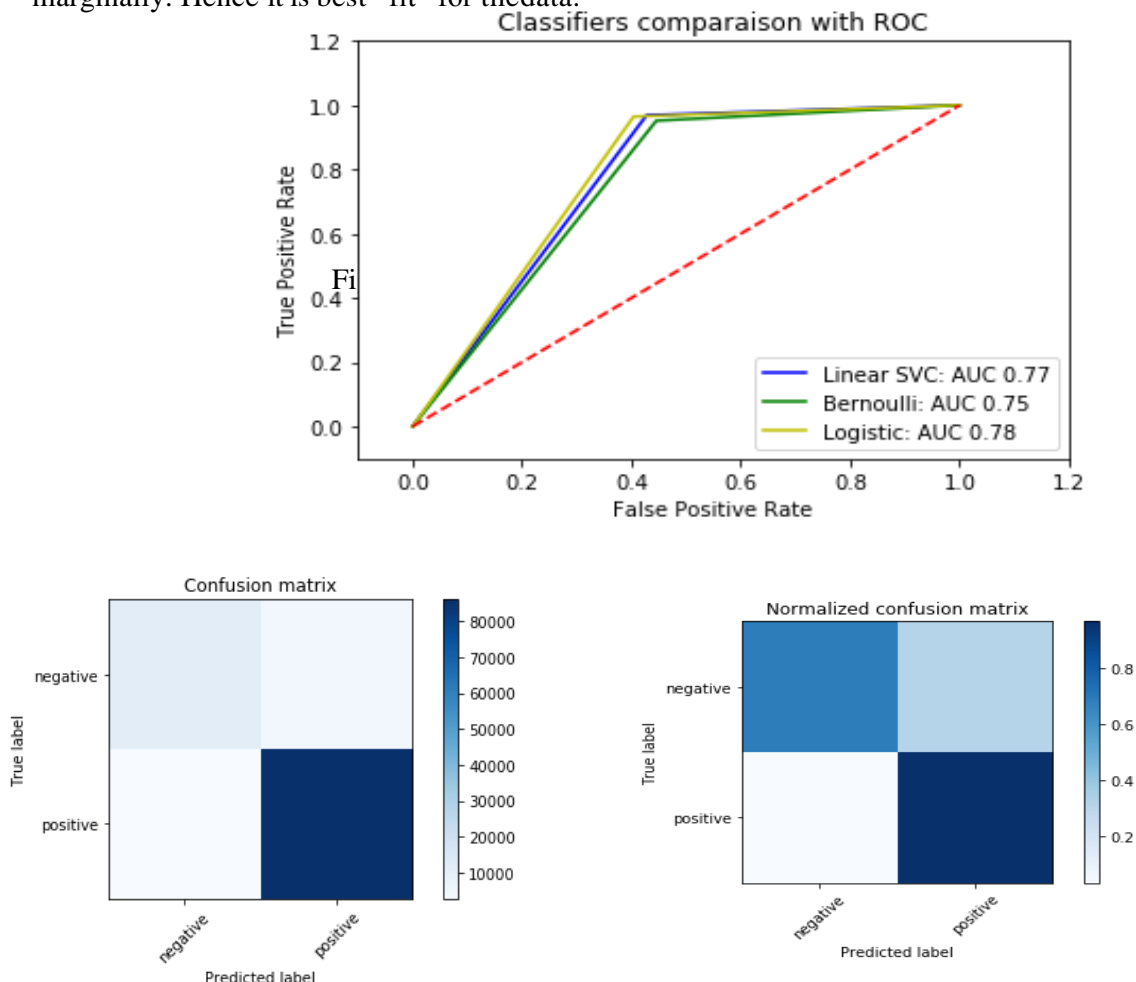 marginally. Hence it is best "fit" for thedata.
Classifiers comparaison with ROC
1.2
1.0
0.8
0.6
0.4
0.2
0.0
True Positive Rate
Fi
Linear SVC: AUC 0.77
Bernoulli: AUC 0.75
Logistic: AUC 0.78
0.0 0.2 0.4 0.6 0.8 1.0 1.2
False Positive Rate
Confusion matrix
negative
positive
True label
negative positive
Predicted label
80000
70000
60000
50000
40000
30000
20000
10000
Normalized confusion matrix
negative
positive
True label
negative positive
Predicted label
0.8
0.6
0.4
0.2